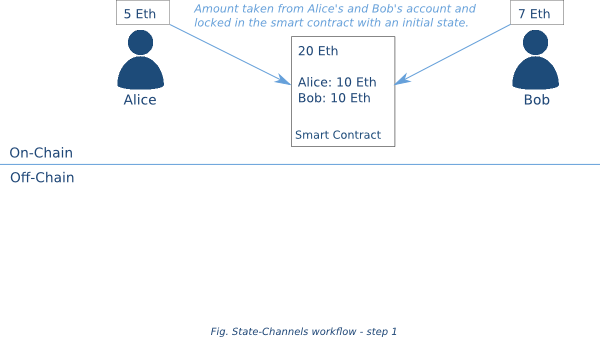 5 Eth
Amount taken from Alice's and Bob's account and
locked in the smart contract with an initial state.
7 Eth
20 Eth
Alice: 10 Eth
Bob: 10 Eth
Smart Contract
Alice
Bob
On-Chain
Off-Chain
Fig. State-Channels workflow - step 1